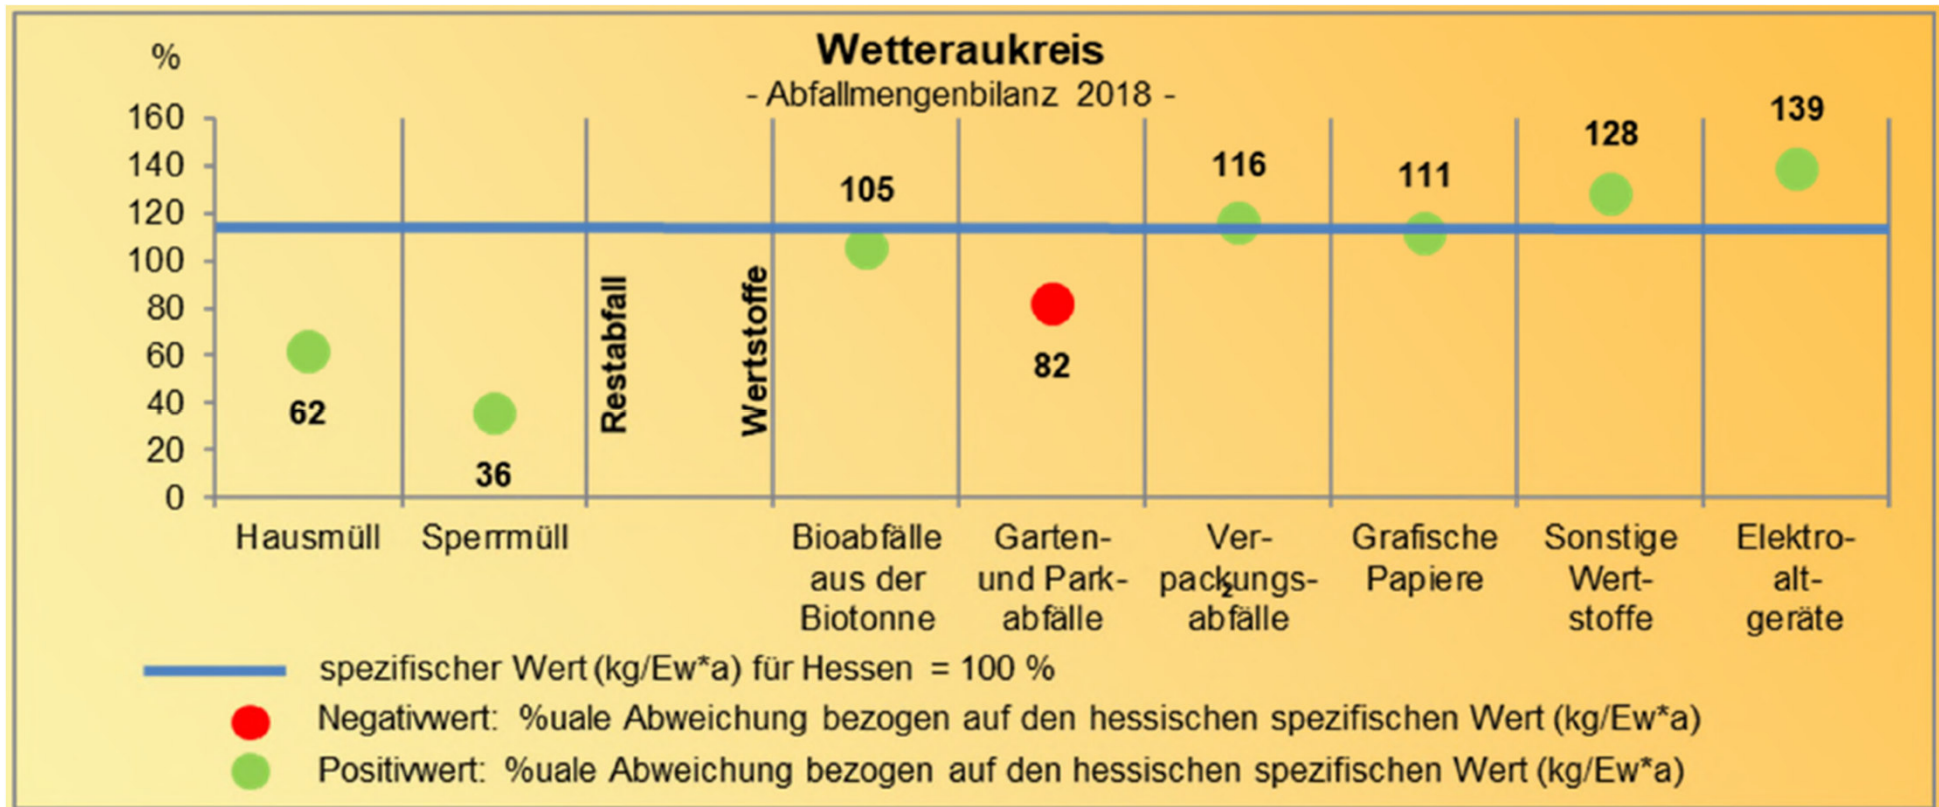 Wetteraukreis
- Abfallmengenbilanz 2018 -
%
160
140
120
100
80
60
40
20
0
62
36
Restabfall
Wertstoffe
105
82
116
111
128
139
Hausmüll
Sperrmüll
Bioabfälle
aus der
Biotonne
Garten-
und Park-
abfälle
Ver-
packungs-
abfälle
2
Grafische
Papiere
Sonstige
Wert-
stoffe
Elektro-
alt-
geräte
spezifischer Wert (kg/Ew*a) für Hessen = 100 %
Negativwert: %uale Abweichung bezogen auf den hessischen spezifischen Wert (kg/Ew*a)
Positivwert: %uale Abweichung bezogen auf den hessischen spezifischen Wert (kg/Ew*a)